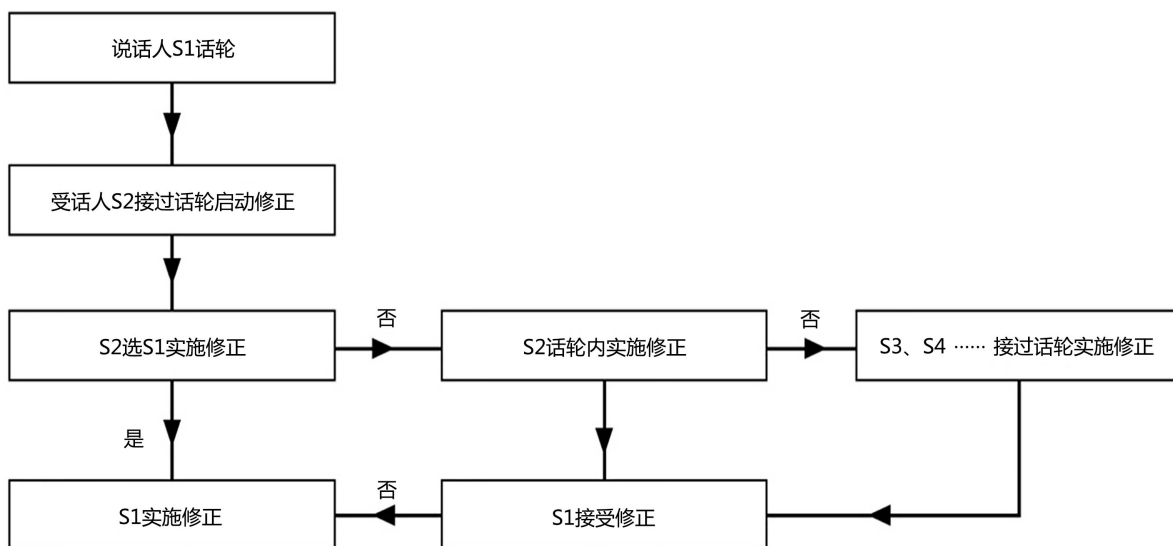 说话人S1话轮
受话人S2接过话轮启动修正
S2选S1实施修正
否
S2话轮内实施修正
否
S3、S4 …… 接过话轮实施修正
是
S1实施修正
否
S1接受修正